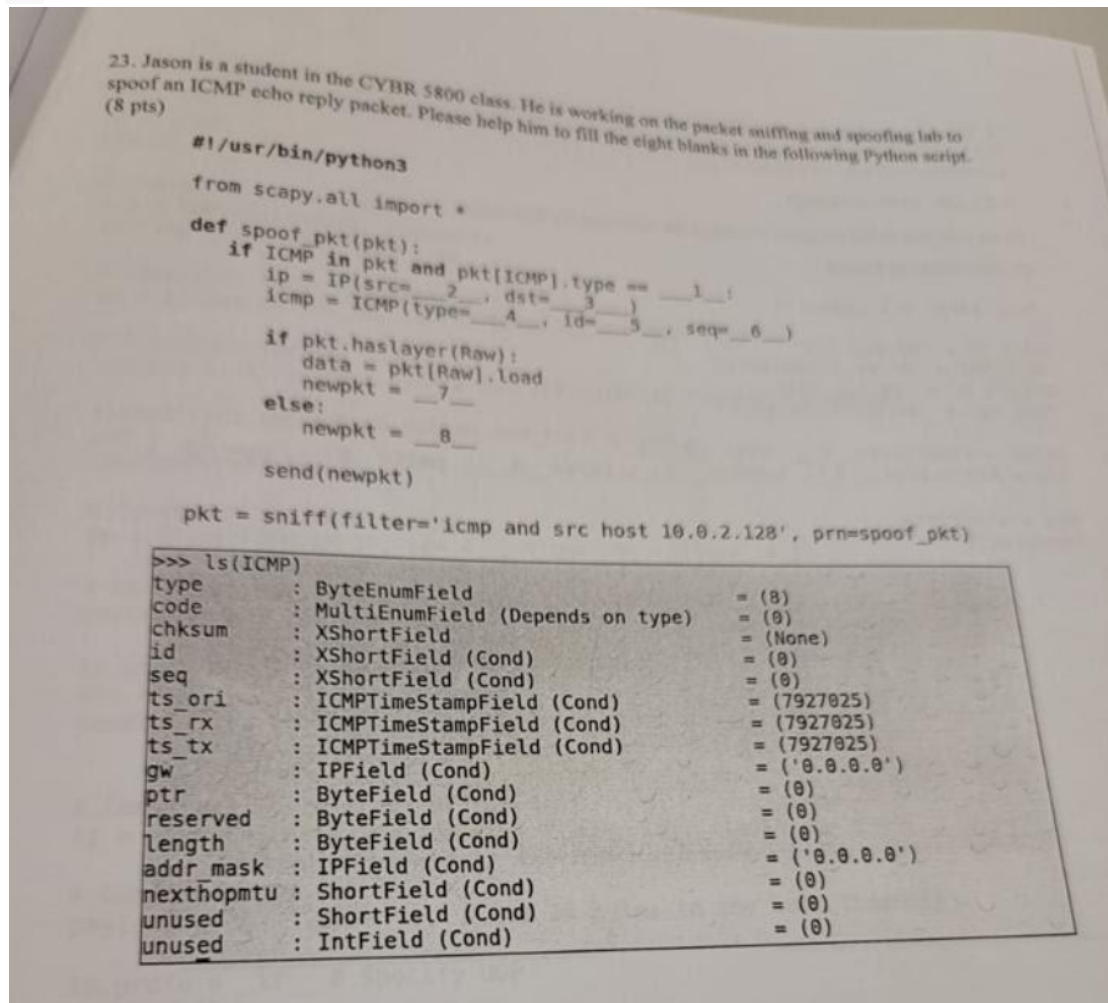 23. Jason is a student in the CYBR 5800 class. He is working on the packet sniffing and spoofing lab to
spoof an ICMP echo reply packet. Please help him to fill the eight blanks in the following Python script.
(8 pts)
#!/usr/bin/python3
from scapy.all import *
def spoof_pkt(pkt):
if ICMP in pkt and pkt[ICMP].type == __1__:
ip = IP(src=__2__, dst=__3__)
icmp = ICMP(type=__4__, id=__5__, seq=__6__)
if pkt.haslayer(Raw):
data = pkt[Raw].load
newpkt = __7__
else:
newpkt = __8__
send(newpkt)
pkt = sniff(filter='icmp and src host 10.0.2.128', prn=spoof_pkt)
>>> ls(ICMP)
type : ByteEnumField = (8)
code : MultiEnumField (Depends on type) = (0)
chksum : XShortField = (None)
id : XShortField (Cond) = (0)
seq : XShortField (Cond) = (0)
ts_ori : ICMPTimeStampField (Cond) = (7927025)
ts_rx : ICMPTimeStampField (Cond) = (7927025)
ts_tx : ICMPTimeStampField (Cond) = (7927025)
gw : IPField (Cond) = ('0.0.0.0')
ptr : ByteField (Cond) = (0)
reserved : ByteField (Cond) = (0)
length : ByteField (Cond) = (0)
addr_mask : IPField (Cond) = ('0.0.0.0')
nexthopmtu : ShortField (Cond) = (0)
unused : ShortField (Cond) = (0)
unused : IntField (Cond) = (0)